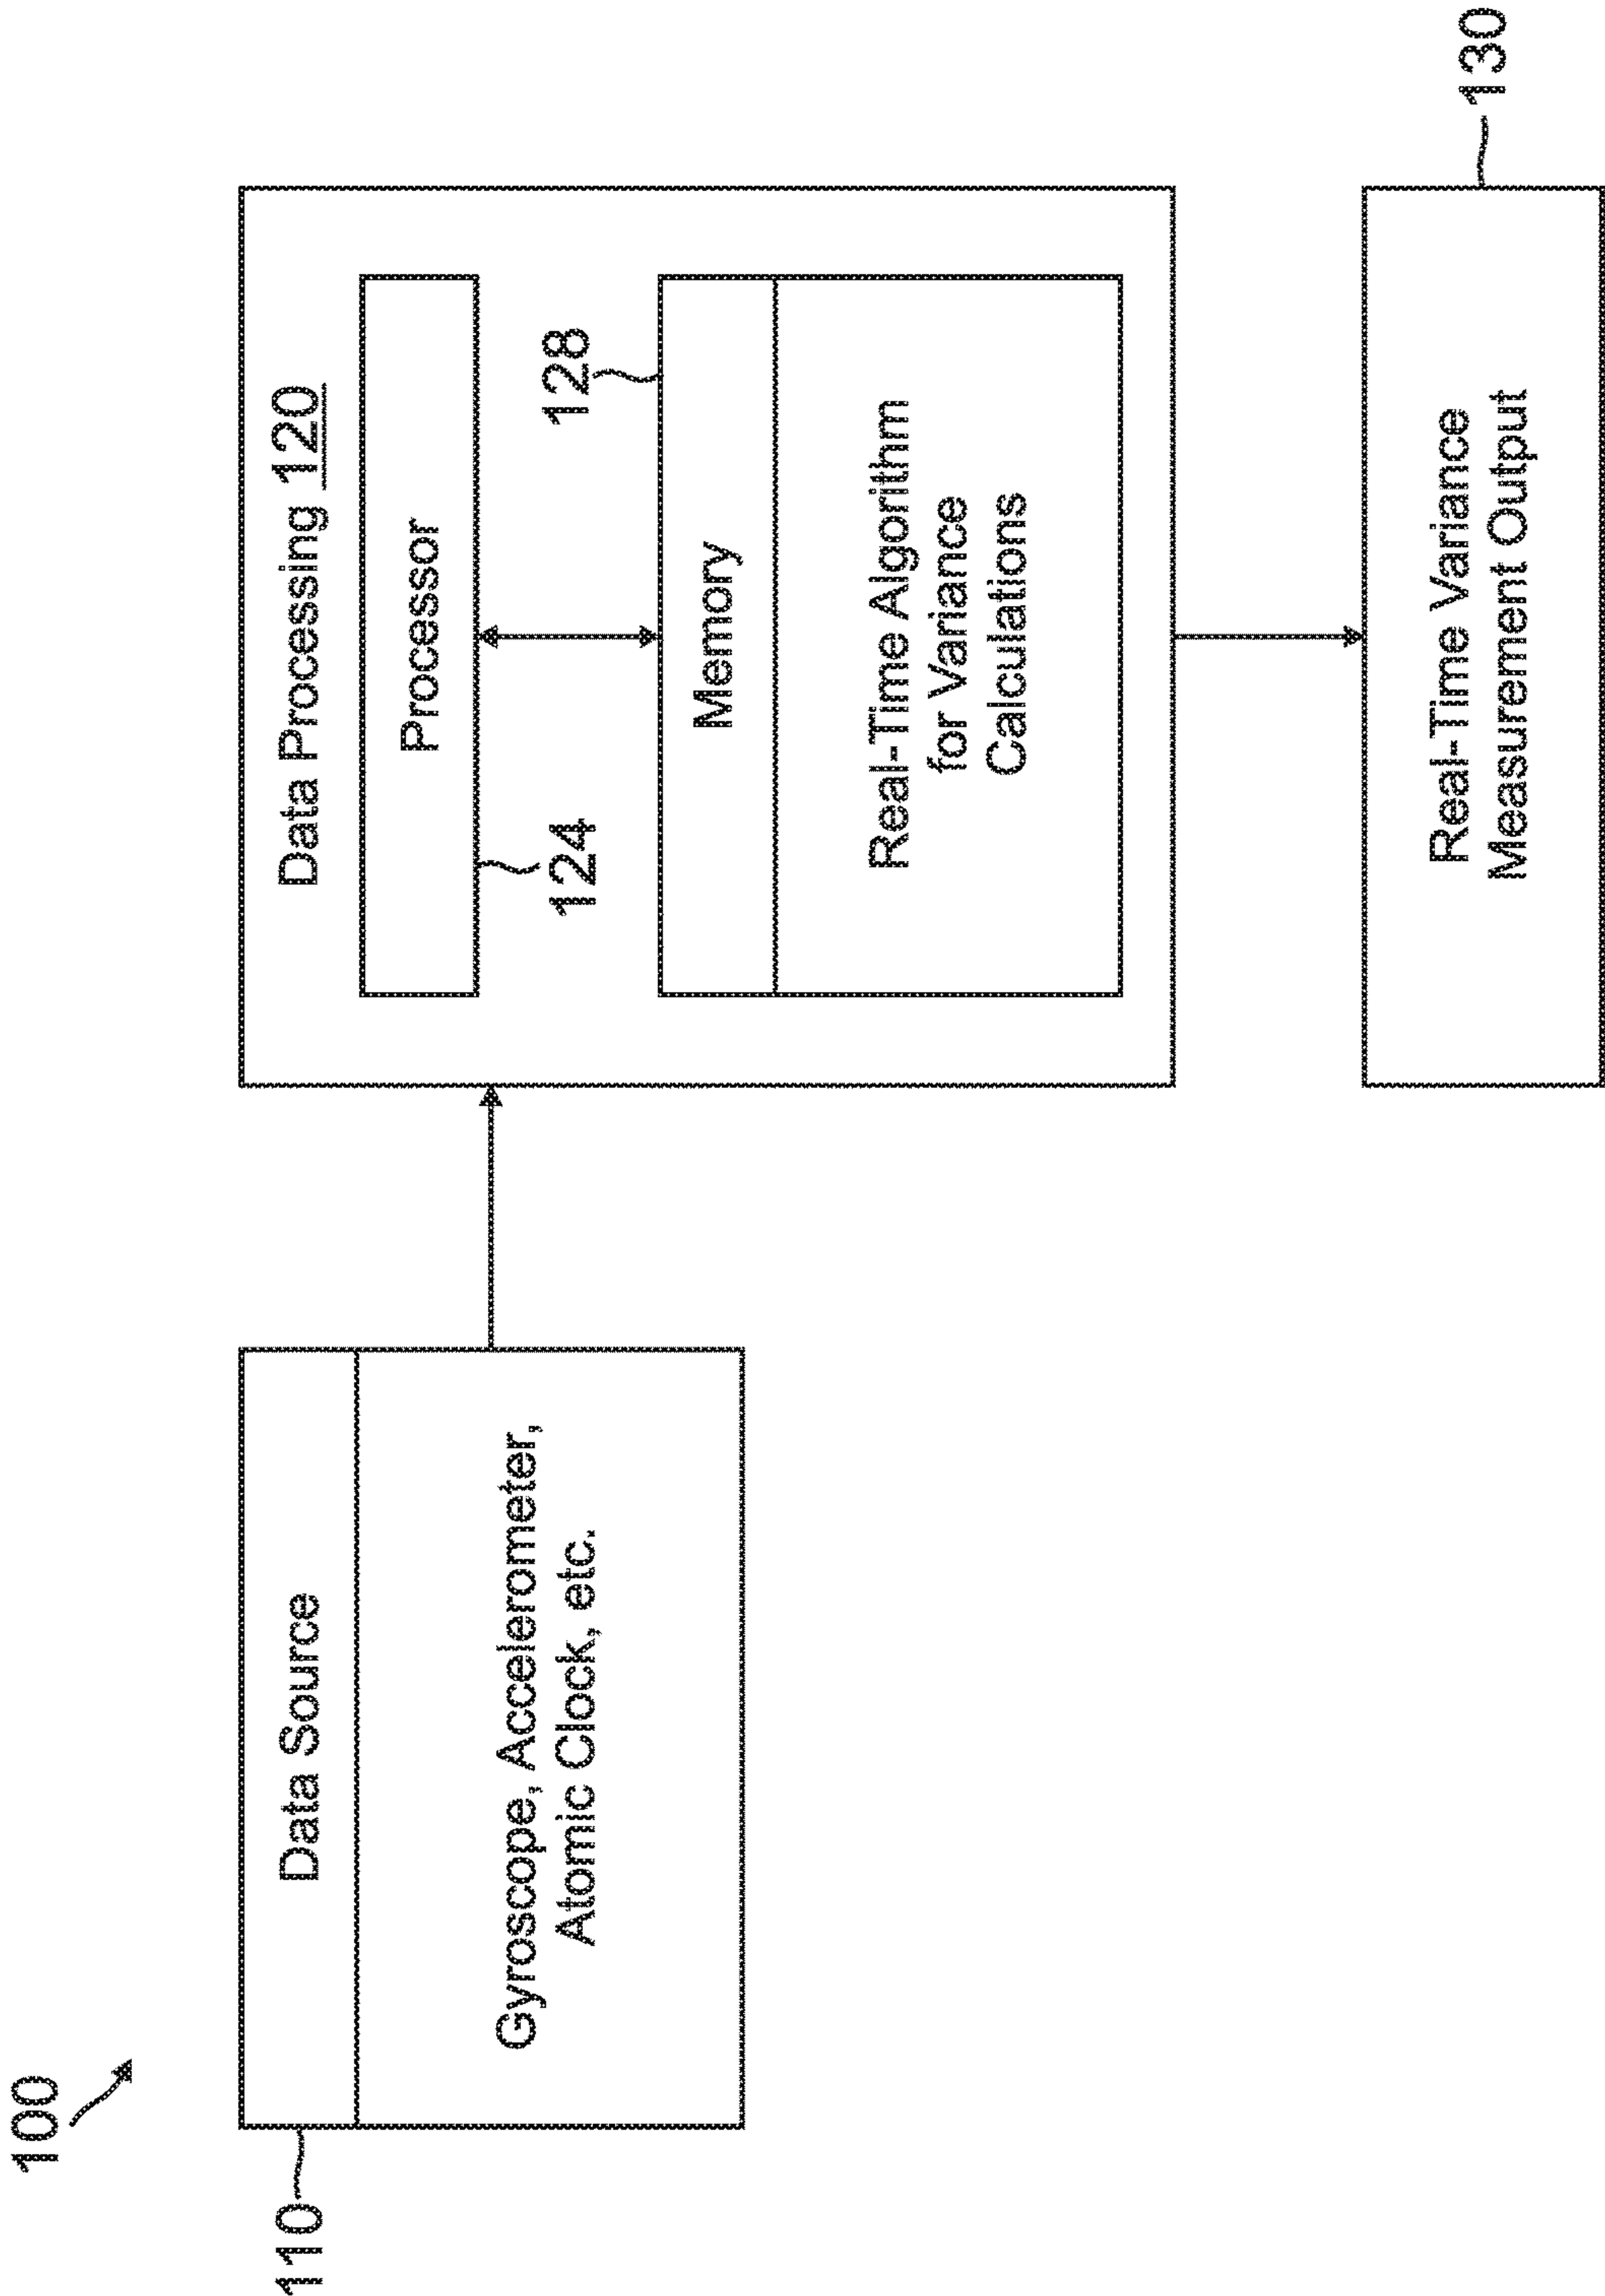 100
110
Data Source
Gyroscope, Accelerometer,
Atomic Clock, etc.
Data Processing 120
Processor
124
128
Memory
Real-Time Algorithm
for Variance
Calculations
Real-Time Variance
Measurement Output
130